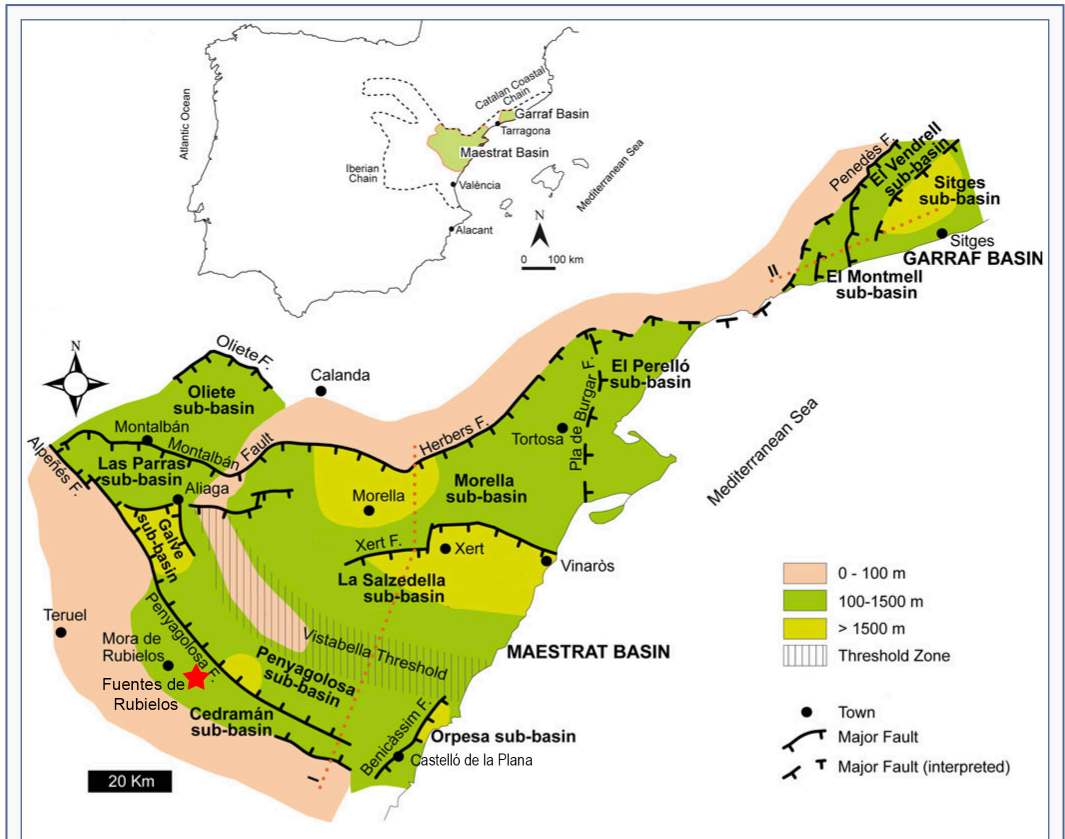 Atlantic Ocean
Catalan Coastal
Chain
Garraf Basin
Tarragona
Maestrat Basin
Iberian
Chain
València
Alacant
Mediterranean Sea
N
0 100 km
Penedès F.
El Vendrell
sub-basin
Sitges
sub-basin
Sitges
GARRAF BASIN
II
El Montmell
sub-basin
N
Oliete F.
Calanda
Oliete
sub-basin
El Perelló
sub-basin
Pla de Burgar F.
Montalbán
Montalbán Fault
Herbers F.
Tortosa
Alpeñés F.
Las Parras
sub-basin
Aliaga
Morella
Morella
sub-basin
Mediterranean Sea
Galve
sub-basin
Xert F.
Xert
Vinaròs
La Salzedella
sub-basin
0 - 100 m
100-1500 m
> 1500 m
Threshold Zone
Teruel
Mora de
Rubielos
Penyagolosa F.
Vistabella Threshold
MAESTRAT BASIN
Penyagolosa
sub-basin
Fuentes de
Rubielos
Cedramán
sub-basin
Benicàssim F.
Orpesa sub-basin
Castelló de la Plana
I
20 Km
Town
Major Fault
Major Fault (interpreted)